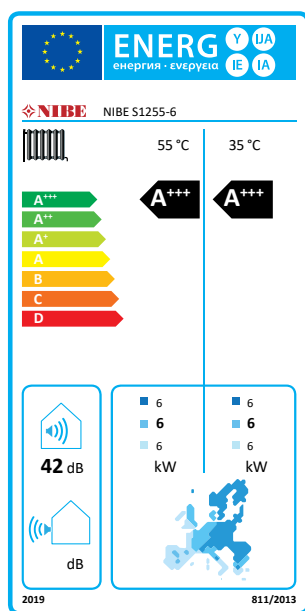 ENERG Y IJA
IE IA
енергия · ενεργεια
NIBE NIBE S1255-6
55 °C 35 °C
A+++ A+++
A+++
A++
A+
A
B
C
D
6 6
6 6
6 6
kW kW
42 dB
dB
2019 811/2013